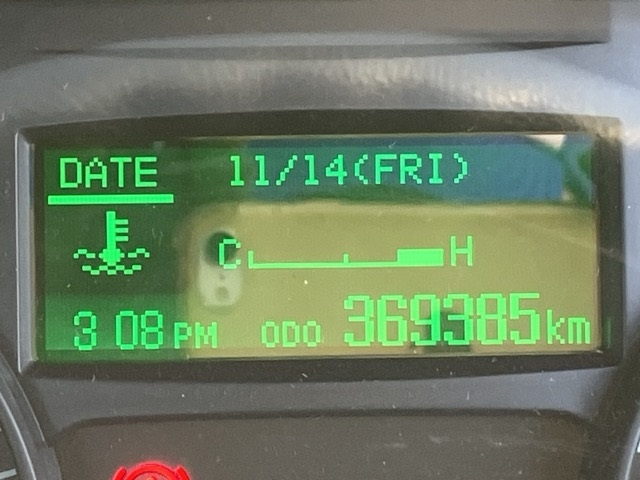 DATE 11/14(FRI)
C H
3 08 PM ODO 369385 km